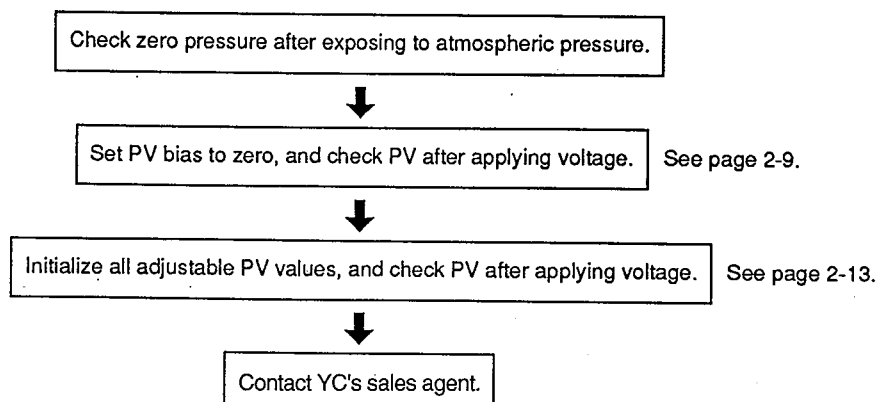 Check zero pressure after exposing to atmospheric pressure.
Set PV bias to zero, and check PV after applying voltage. See page 2-9.
Initialize all adjustable PV values, and check PV after applying voltage. See page 2-13.
Contact YC's sales agent.